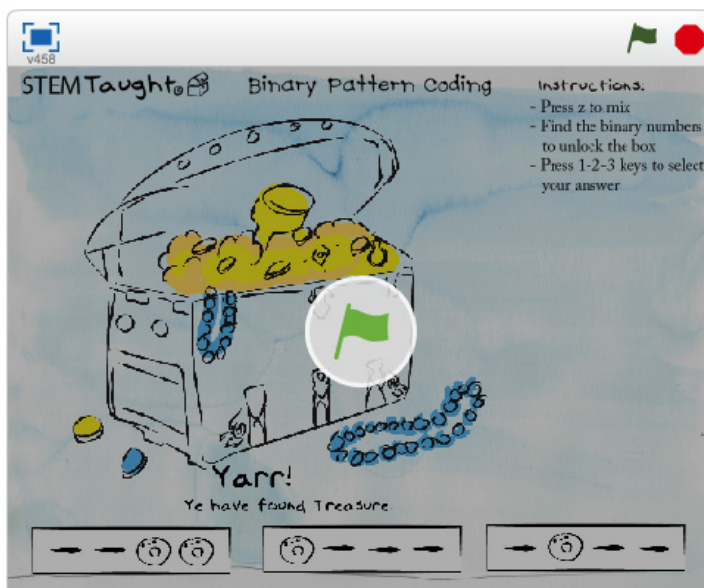 v458
STEMTaught® Binary Pattern Coding
Instructions:
- Press z to mix
- Find the binary numbers
to unlock the box
- Press 1-2-3 keys to select
your answer
Yarr!
Ye have found Treasure